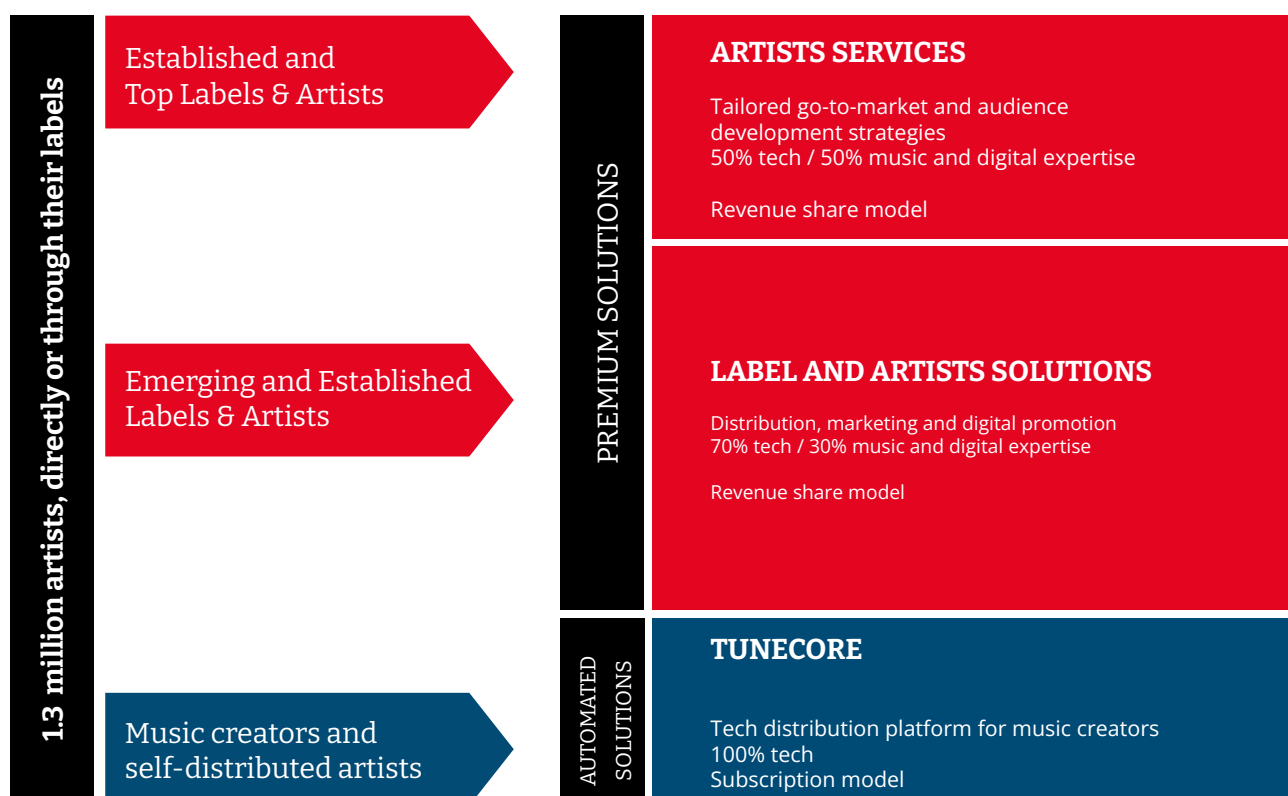 1.3 million artists, directly or through their labels
Established and
Top Labels & Artists
Emerging and Established
Labels & Artists
Music creators and
self-distributed artists
PREMIUM SOLUTIONS
ARTISTS SERVICES
Tailored go-to-market and audience
development strategies
50% tech / 50% music and digital expertise
Revenue share model
LABEL AND ARTISTS SOLUTIONS
Distribution, marketing and digital promotion
70% tech / 30% music and digital expertise
Revenue share model
AUTOMATED
SOLUTIONS
TUNECORE
Tech distribution platform for music creators
100% tech
Subscription model